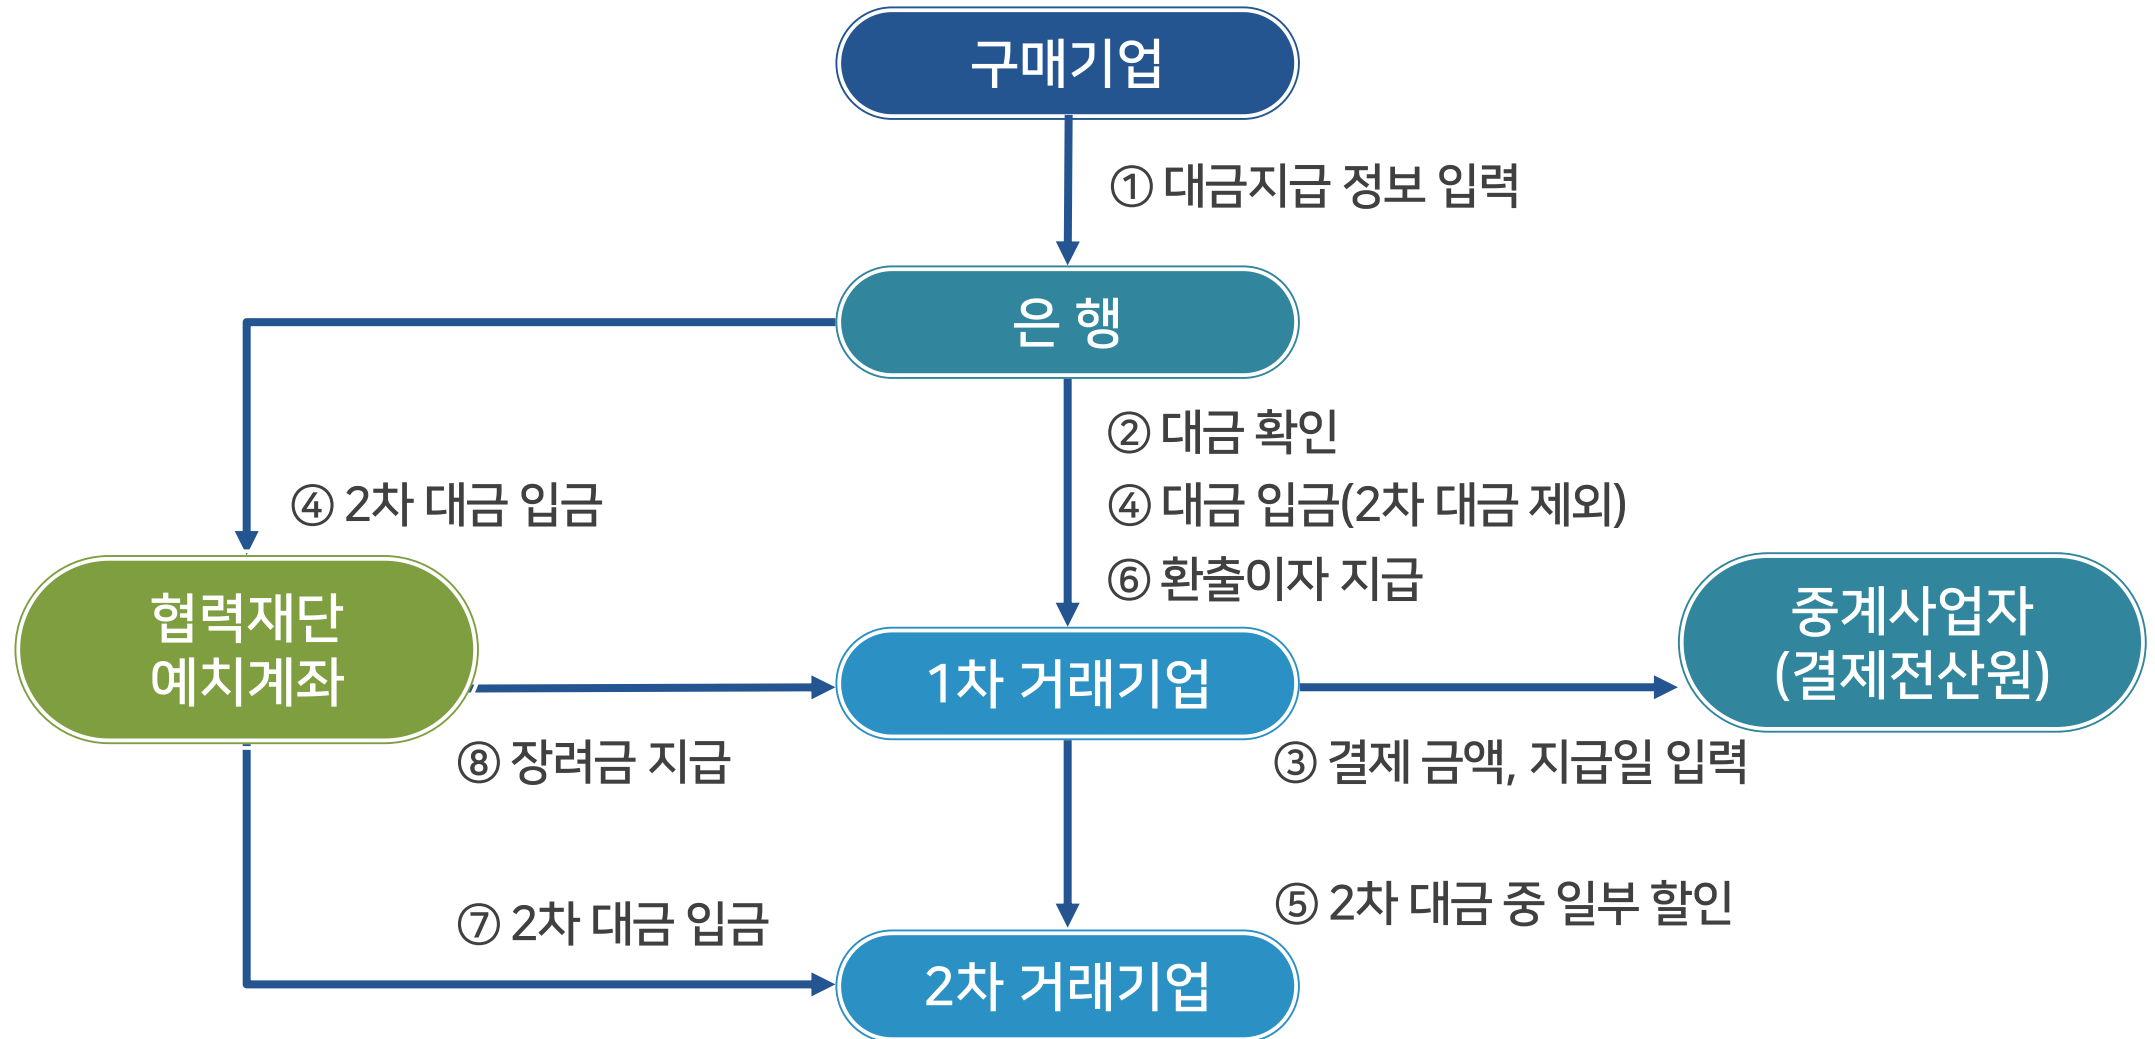 구매기업
① 대금지급 정보 입력
은 행
② 대금 확인
④ 2차 대금 입금
④ 대금 입금(2차 대금 제외)
⑥ 환출이자 지급
협력재단
예치계좌
1차 거래기업
중계사업자
(결제전산원)
⑧ 장려금 지급
③ 결제 금액, 지급일 입력
⑦ 2차 대금 입금
⑤ 2차 대금 중 일부 할인
2차 거래기업